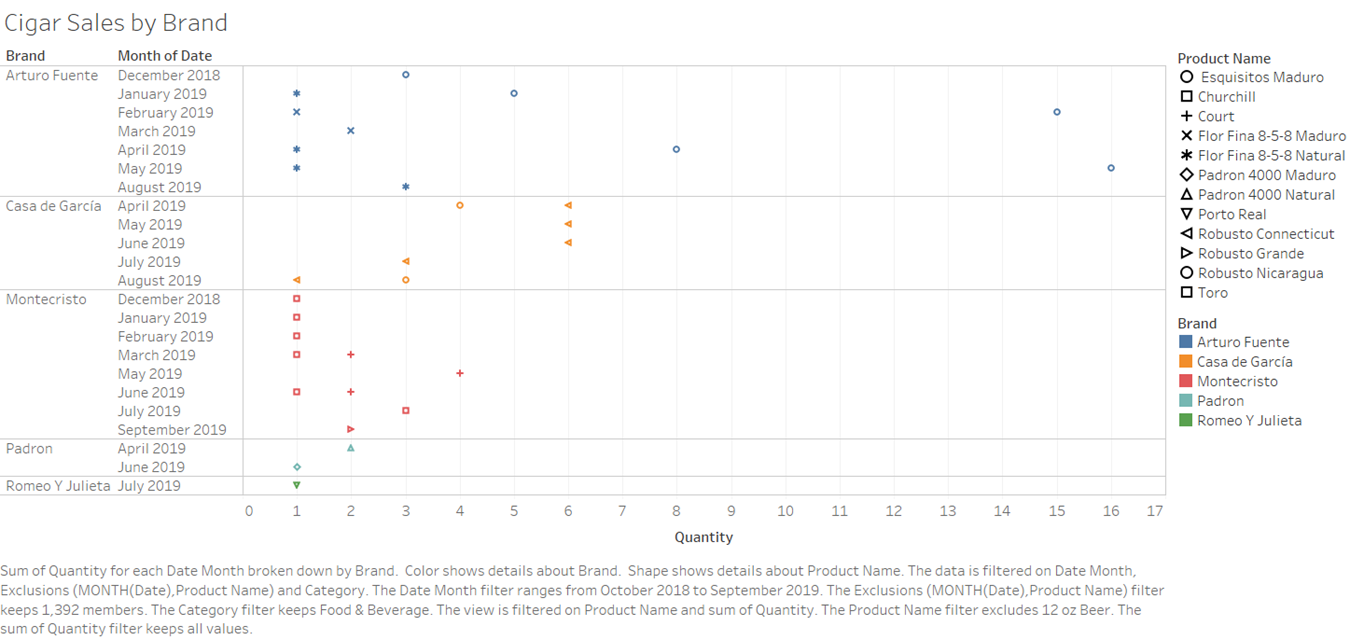 Cigar Sales by Brand
Brand Month of Date
Arturo Fuente December 2018
January 2019
February 2019
March 2019
April 2019
May 2019
August 2019
Casa de García April 2019
May 2019
June 2019
July 2019
August 2019
Montecristo December 2018
January 2019
February 2019
March 2019
May 2019
June 2019
July 2019
September 2019
Padron April 2019
June 2019
Romeo Y Julieta July 2019
0 1 2 3 4 5 6 7 8 9 10 11 12 13 14 15 16 17
Quantity
Product Name
Esquisitos Maduro
Churchill
Court
Flor Fina 8-5-8 Maduro
Flor Fina 8-5-8 Natural
Padron 4000 Maduro
Padron 4000 Natural
Porto Real
Robusto Connecticut
Robusto Grande
Robusto Nicaragua
Toro
Brand
Arturo Fuente
Casa de García
Montecristo
Padron
Romeo Y Julieta
Sum of Quantity for each Date Month broken down by Brand. Color shows details about Brand. Shape shows details about Product Name. The data is filtered on Date Month,
Exclusions (MONTH(Date),Product Name) and Category. The Date Month filter ranges from October 2018 to September 2019. The Exclusions (MONTH(Date),Product Name) filter
keeps 1,392 members. The Category filter keeps Food & Beverage. The view is filtered on Product Name and sum of Quantity. The Product Name filter excludes 12 oz Beer. The
sum of Quantity filter keeps all values.